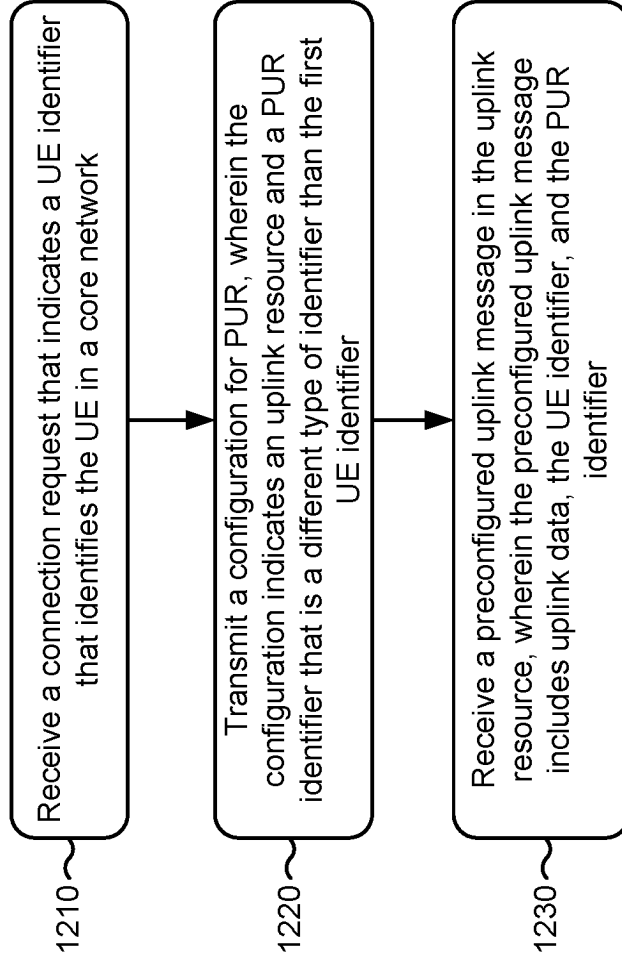 1210
Receive a connection request that indicates a UE identifier
that identifies the UE in a core network
1220
Transmit a configuration for PUR, wherein the
configuration indicates an uplink resource and a PUR
identifier that is a different type of identifier than the first
UE identifier
1230
Receive a preconfigured uplink message in the uplink
resource, wherein the preconfigured uplink message
includes uplink data, the UE identifier, and the PUR
identifier